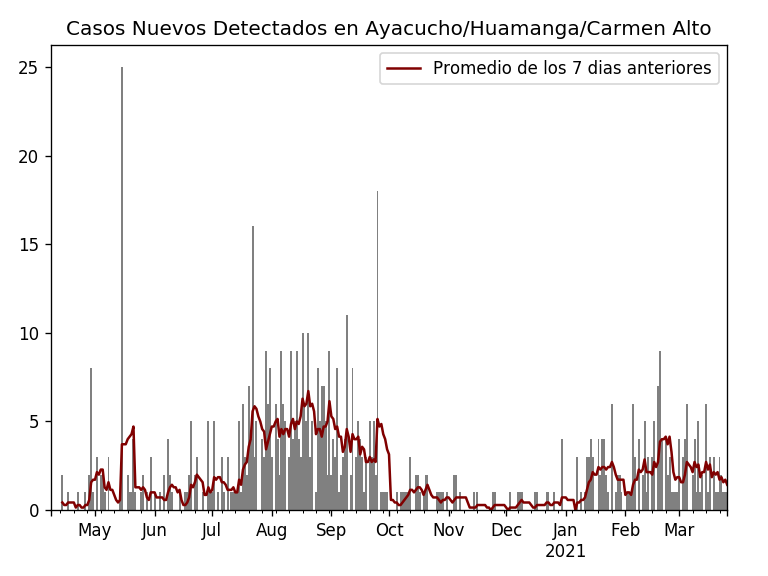 Casos Nuevos Detectados en Ayacucho/Huamanga/Carmen Alto
Promedio de los 7 dias anteriores
25
20
15
10
5
0
May Jun Jul Aug Sep Oct Nov Dec Jan Feb Mar
2021